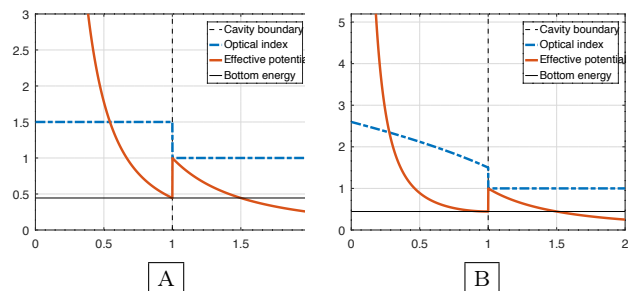 3
2.5
2
1.5
1
0.5
0
0
0.5
1
1.5
Cavity boundary
Optical index
Effective potentia
Bottom energy
A
5
4
3
2
1
0
0
0.5
1
1.5
2
Cavity boundary
Optical index
Effective potential
Bottom energy
B